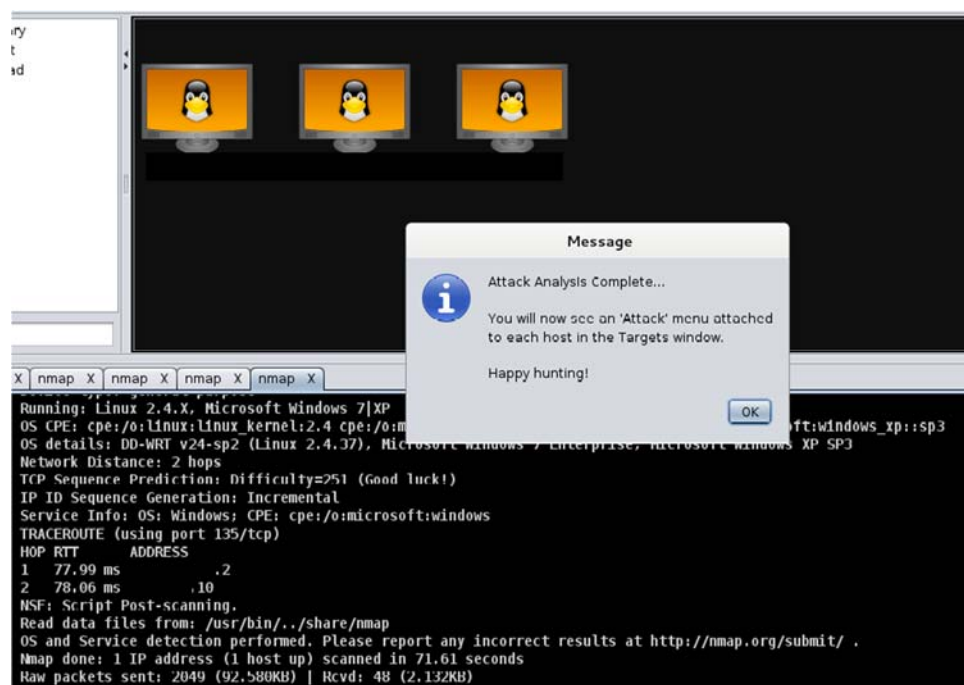 ry
t
ad
Message
Attack Analysis Complete...
You will now see an 'Attack' menu attached
to each host in the Targets window.
Happy hunting!
OK
X nmap X nmap X nmap X nmap X
Running: Linux 2.4.X, Microsoft Windows 7|XP
OS CPE: cpe:/o:linux:linux_kernel:2.4 cpe:/o:m oft:windows_xp::sp3
OS details: DD-WRT v24-sp2 (Linux 2.4.37), Microsoft Windows 7 Enterprise, Microsoft Windows XP SP3
Network Distance: 2 hops
TCP Sequence Prediction: Difficulty=251 (Good luck!)
IP ID Sequence Generation: Incremental
Service Info: OS: Windows; CPE: cpe:/o:microsoft:windows
TRACEROUTE (using port 135/tcp)
HOP RTT ADDRESS
1 77.99 ms .2
2 78.06 ms .10
NSE: Script Post-scanning.
Read data files from: /usr/bin/../share/nmap
OS and Service detection performed. Please report any incorrect results at http://nmap.org/submit/ .
Nmap done: 1 IP address (1 host up) scanned in 71.61 seconds
Raw packets sent: 2049 (92.580KB) | Rcvd: 48 (2.132KB)